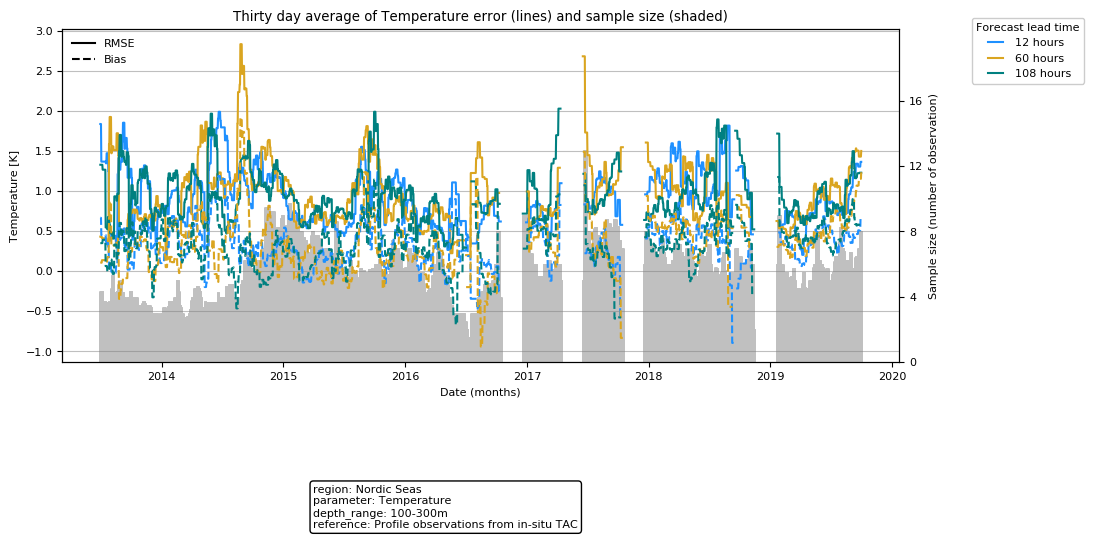 Thirty day average of Temperature error (lines) and sample size (shaded)
Forecast lead time
12 hours
60 hours
108 hours
RMSE
Bias
Temperature [K]
3.0
2.5
2.0
1.5
1.0
0.5
0.0
−0.5
−1.0
16
12
8
4
0
Sample size (number of observation)
2014 2015 2016 2017 2018 2019 2020
Date (months)
region: Nordic Seas
parameter: Temperature
depth_range: 100-300m
reference: Profile observations from in-situ TAC